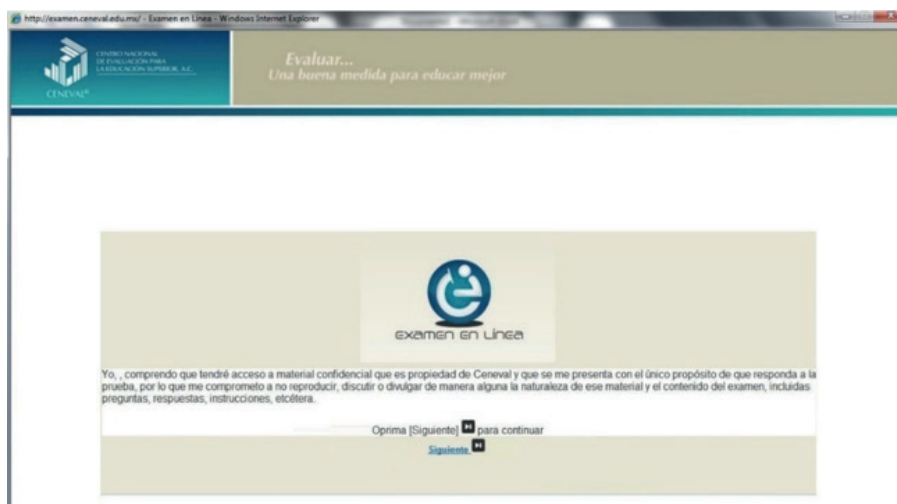 http://examen.ceneval.edu.mx/ - Examen en Línea - Windows Internet Explorer
CENTRO NACIONAL
DE EVALUACIÓN PARA
LA EDUCACIÓN SUPERIOR, A.C.
CENEVAL®
Evaluar...
Una buena medida para educar mejor
examen en Línea
Yo, , comprendo que tendré acceso a material confidencial que es propiedad de Ceneval y que se me presenta con el único propósito de que responda a la
prueba, por lo que me comprometo a no reproducir, discutir o divulgar de manera alguna la naturaleza de ese material y el contenido del examen, incluidas
preguntas, respuestas, instrucciones, etcétera.
Oprima [Siguiente] para continuar
Siguiente